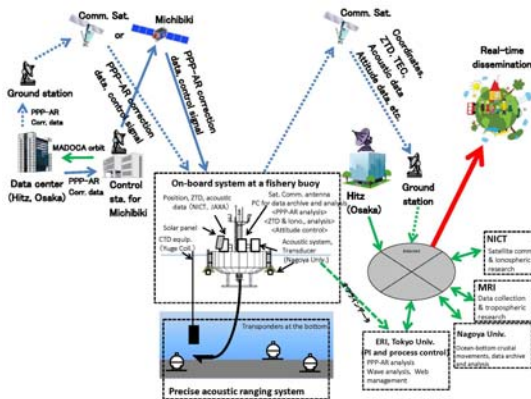 Comm. Sat.
or
Michibiki
PPP-AR correction
data, control signal
PPP-AR correction
data, control signal
Ground station
PPP-AR
Corr. data
MADOCA orbit
Data center
(Hitz, Osaka)
PPP-AR
Corr. data
Control
sta. for
Michibiki
Comm. Sat.
Coordinates,
ZTD, TEC,
Acoustic data
Attitude data, etc.
Real-time
dissemination
Hitz
(Osaka)
Ground
station
On-board system at a fishery buoy
Position, ZTD, acoustic
data (NICT, JAXA)
Sat. Comm. antenna
PC for data archive and analysis
<PPP-AR analysis>
<ZTD & Iono., analysis>
<Attitude control>
Solar panel
CTD equip.
(Yuge Coll.)
Acoustic system,
Transducer
(Nagoya Univ.)
Transponders at the bottom
Precise acoustic ranging system
NICT
Satellite comm.
& ionospheric
research
MRI
Data collection
& tropospheric
research
Nagoya Univ.
Ocean-bottom crustal
movements, data archive
and analysis
ERI, Tokyo Univ.
(PI and process control)
PPP-AR analysis
Wave analysis, Web
management